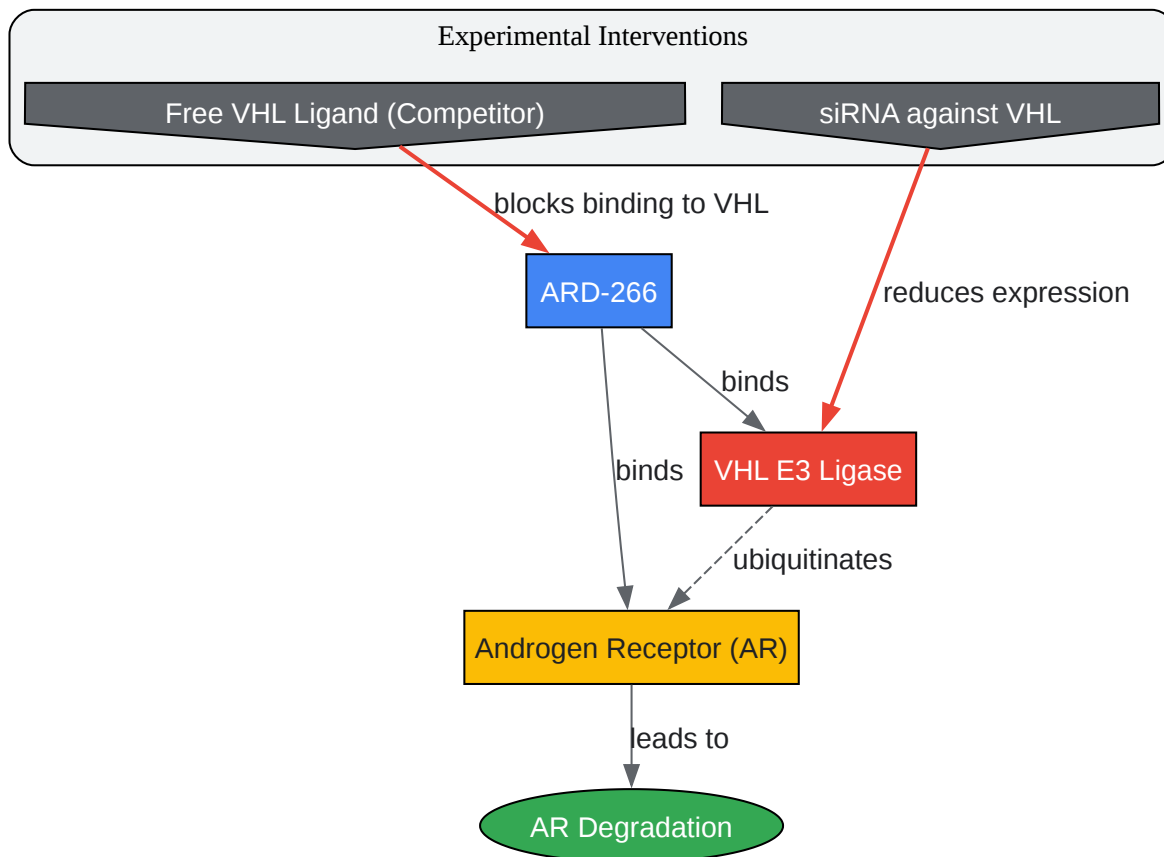 Experimental Interventions
Free VHL Ligand (Competitor)
siRNA against VHL
blocks binding to VHL
ARD-266
reduces expression
binds
binds
VHL E3 Ligase
ubiquitinates
Androgen Receptor (AR)
leads to
AR Degradation